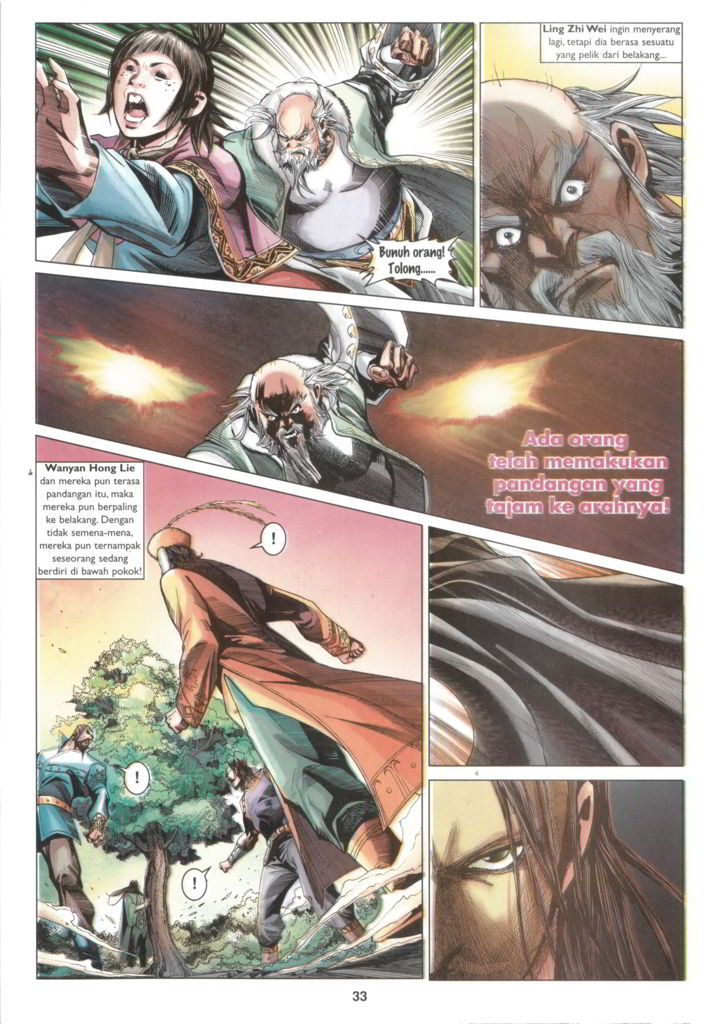 Ling Zhi Wei ingin menyerang
lagi, tetapi dia berasa sesuatu
yang pelik dari belakang...
Bunuh orang!
Tolong......
Ada orang
telah memakukan
pandangan yang
tajam ke arahnya!
Wanyan Hong Lie
dan mereka pun terasa
pandangan itu, maka
mereka pun berpaling
ke belakang. Dengan
tidak semena-mena,
mereka pun ternampak
seseorang sedang
berdiri di bawah pokok!
!
!
!
33